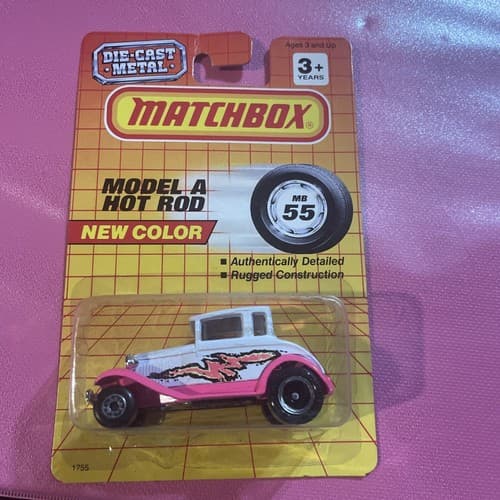 DIE-CAST
METAL
Ages 3 and Up
3+
YEARS
MATCHBOX®
MODEL A
HOT ROD
MB
55
NEW COLOR
■ Authentically Detailed
■ Rugged Construction
1755